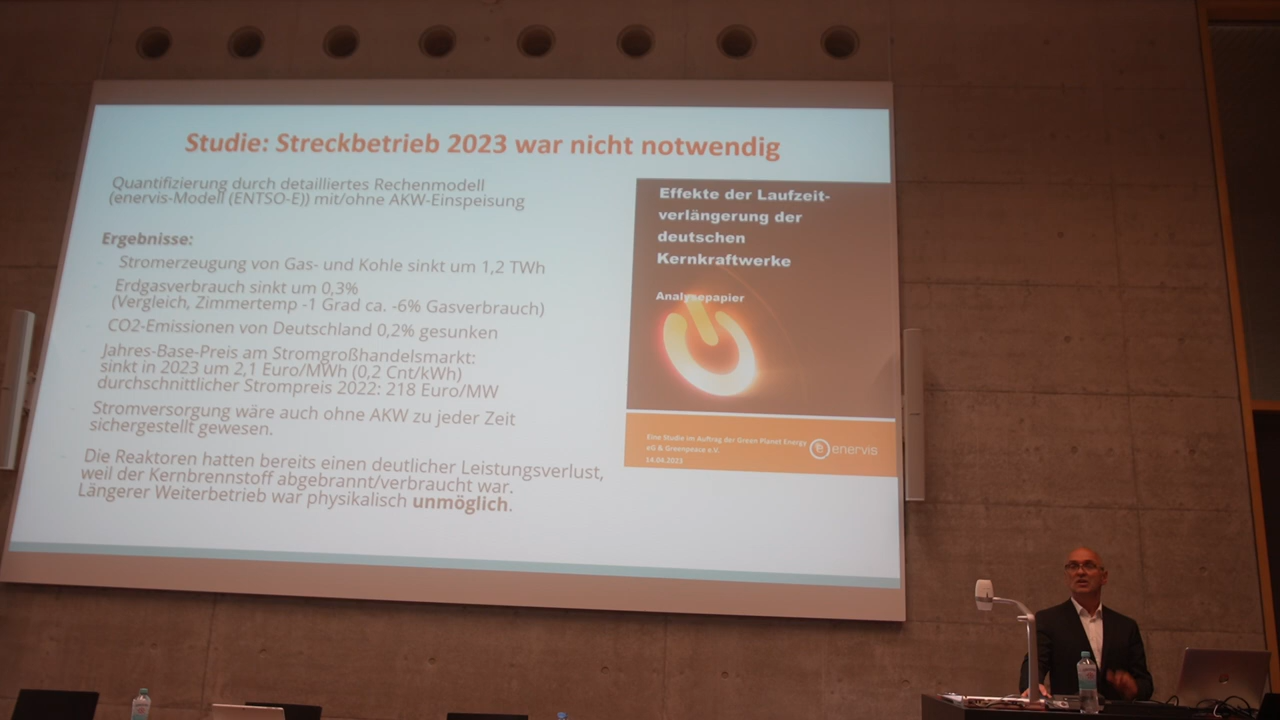 Studie: Streckbetrieb 2023 war nicht notwendig
Quantifizierung durch detailliertes Rechenmodell
(enervis-Modell (ENTSO-E)) mit/ohne AKW-Einspeisung
Ergebnisse:
Stromerzeugung von Gas- und Kohle sinkt um 1,2 TWh
Erdgasverbrauch sinkt um 0,3%
(Vergleich, Zimmertemp -1 Grad ca. -6% Gasverbrauch)
CO2-Emissionen von Deutschland 0,2% gesunken
Jahres-Base-Preis am Stromgroßhandelsmarkt:
sinkt in 2023 um 2,1 Euro/MWh (0,2 Cnt/kWh)
durchschnittlicher Strompreis 2022: 218 Euro/MW
Stromversorgung wäre auch ohne AKW zu jeder Zeit
sichergestellt gewesen.
Die Reaktoren hatten bereits einen deutlicher Leistungsverlust,
weil der Kernbrennstoff abgebrannt/verbraucht war.
Längerer Weiterbetrieb war physikalisch unmöglich.
Effekte der Laufzeit-
verlängerung der
deutschen
Kernkraftwerke
Analysepapier
Eine Studie im Auftrag der Green Planet Energy
eG & Greenpeace e.V.
14.04.2023
e enervis